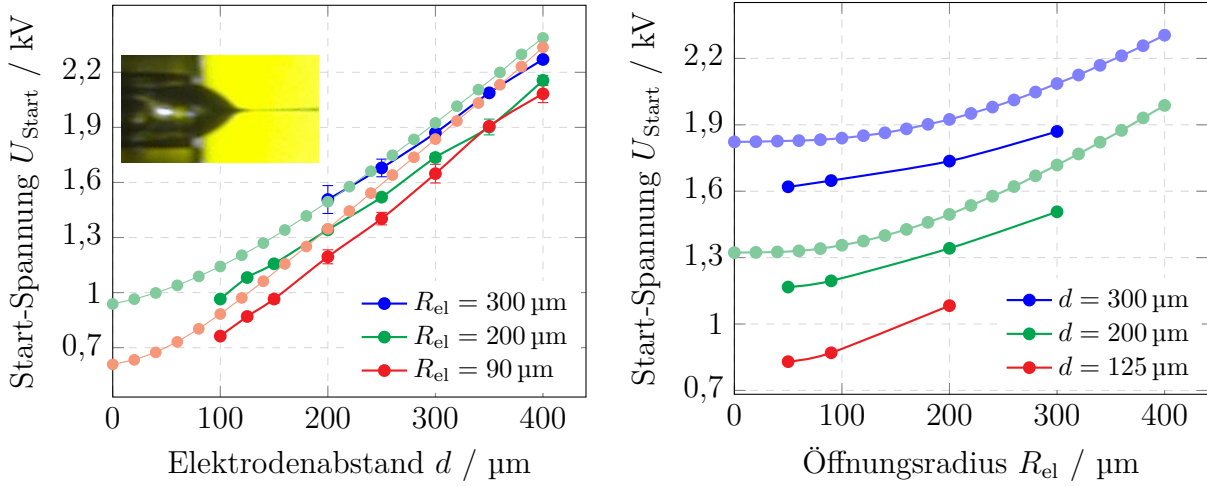 Start-Spannung U_Start / kV
2,2
1,9
1,6
1,3
1
0,7
R_el = 300 µm
R_el = 200 µm
R_el = 90 µm
0 100 200 300 400
Elektrodenabstand d / µm
Start-Spannung U_Start / kV
2,2
1,9
1,6
1,3
1
0,7
d = 300 µm
d = 200 µm
d = 125 µm
0 100 200 300 400
Öffnungsradius R_el / µm